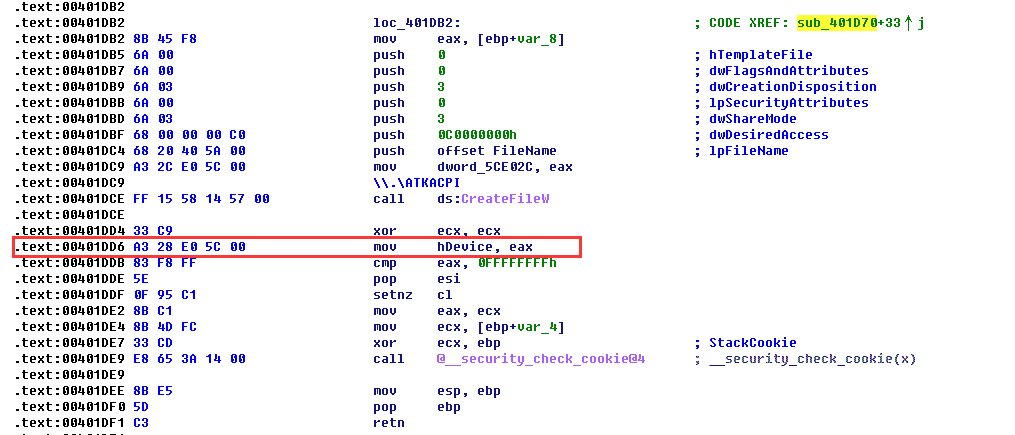 .text:00401DB2
.text:00401DB2 loc_401DB2: ; CODE XREF: sub_401D70+33↑j
.text:00401DB2 8B 45 F8 mov eax, [ebp+var_8]
.text:00401DB5 6A 00 push 0 ; hTemplateFile
.text:00401DB7 6A 00 push 0 ; dwFlagsAndAttributes
.text:00401DB9 6A 03 push 3 ; dwCreationDisposition
.text:00401DBB 6A 00 push 0 ; lpSecurityAttributes
.text:00401DBD 6A 03 push 3 ; dwShareMode
.text:00401DBF 68 00 00 00 C0 push 0C0000000h ; dwDesiredAccess
.text:00401DC4 68 20 40 5A 00 push offset FileName ; lpFileName
.text:00401DC9 A3 2C E0 5C 00 mov dword_5CE02C, eax
.text:00401DC9 \\.\ATKACPI
.text:00401DCE FF 15 58 14 57 00 call ds:CreateFileW
.text:00401DCE
.text:00401DD4 33 C9 xor ecx, ecx
.text:00401DD6 A3 28 E0 5C 00 mov hDevice, eax
.text:00401DDB 83 F8 FF cmp eax, 0FFFFFFFFh
.text:00401DDE 5E pop esi
.text:00401DDF 0F 95 C1 setnz cl
.text:00401DE2 8B C1 mov eax, ecx
.text:00401DE4 8B 4D FC mov ecx, [ebp+var_4]
.text:00401DE7 33 CD xor ecx, ebp ; StackCookie
.text:00401DE9 E8 65 3A 14 00 call @__security_check_cookie@4 ; __security_check_cookie(x)
.text:00401DE9
.text:00401DEE 8B E5 mov esp, ebp
.text:00401DF0 5D pop ebp
.text:00401DF1 C3 retn